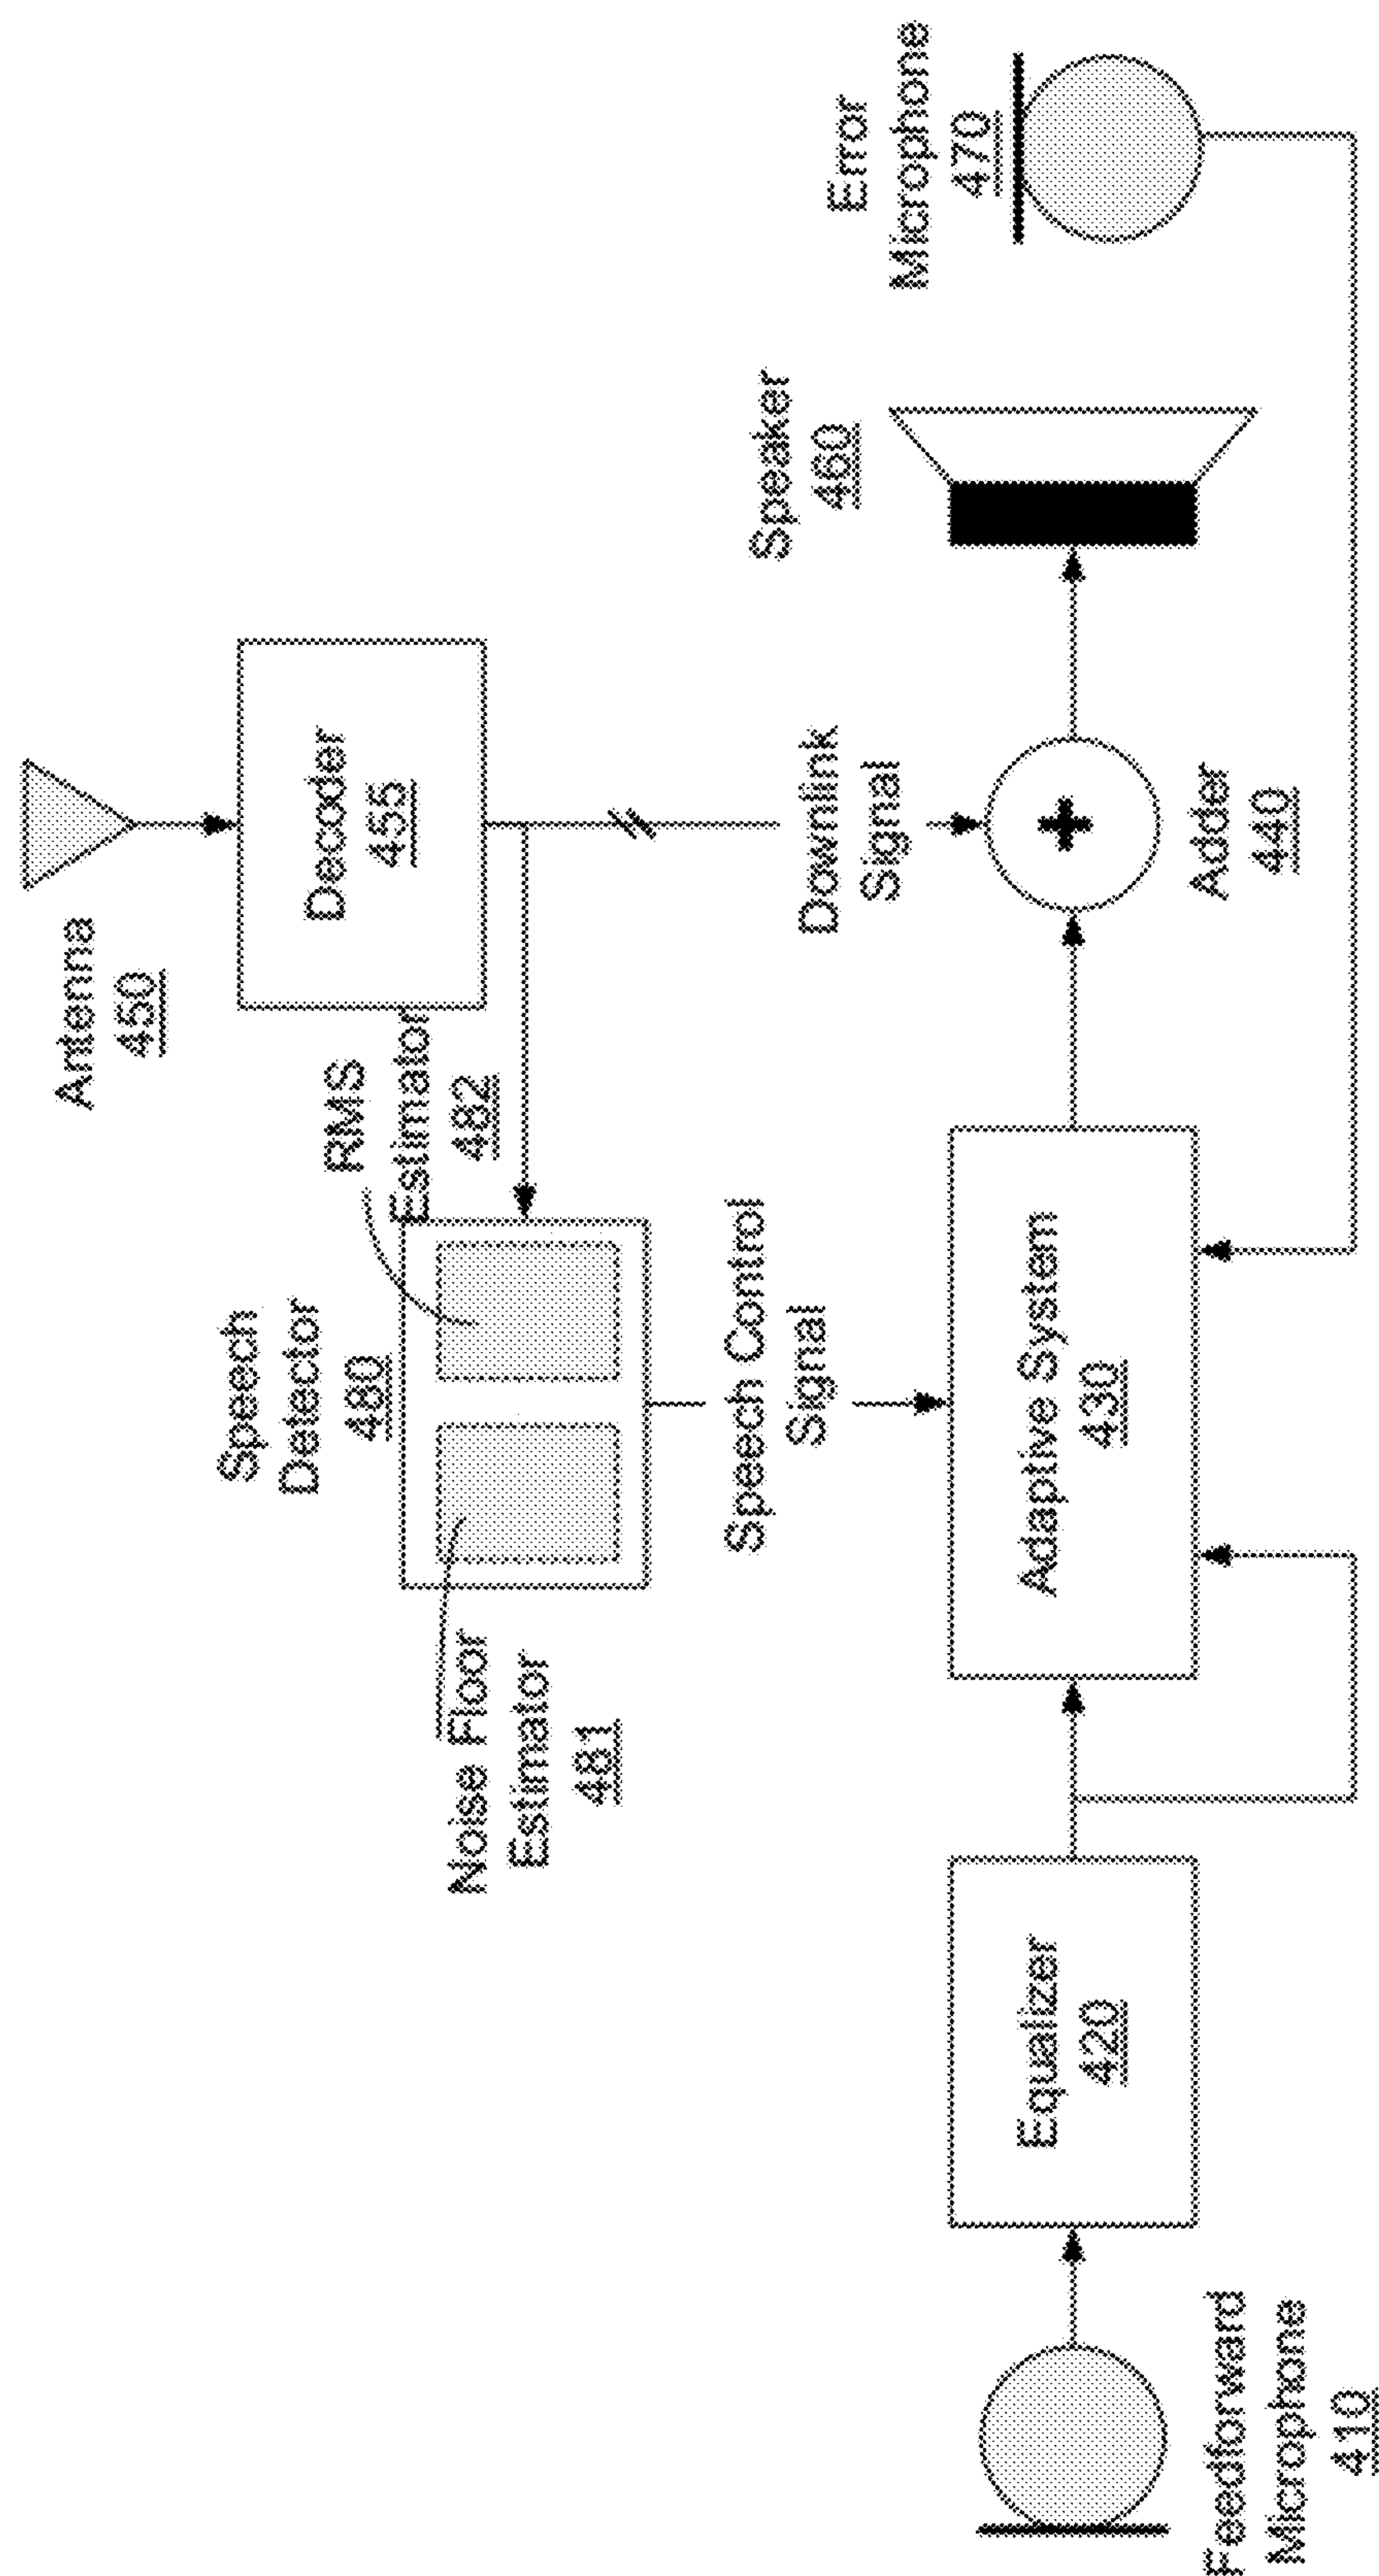 Antenna
450
Decoder
455
RMS
Estimator
482
Speech
Detector
480
Noise Floor
Estimator
481
Speech Control
Signal
Downlink
Signal
Speaker
460
Error
Microphone
470
Feedforward
Microphone
410
Equalizer
420
Adaptive System
430
+
Adder
440